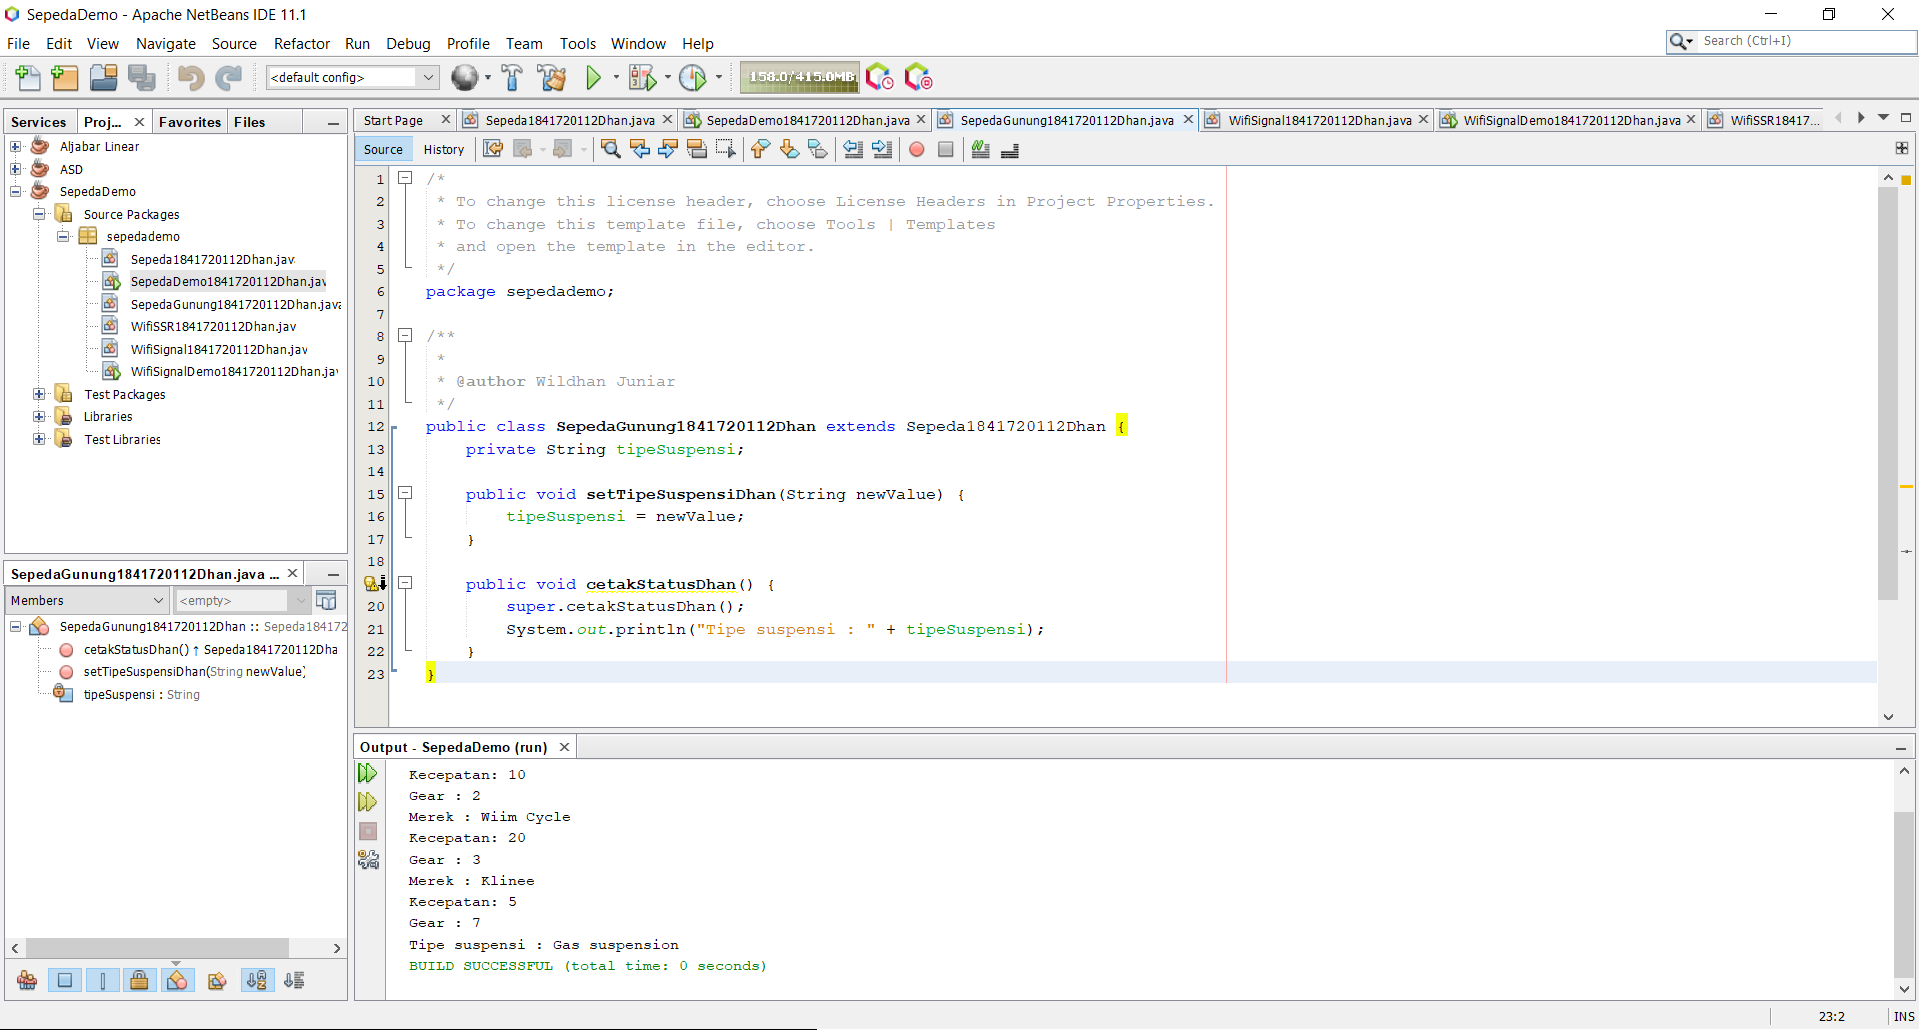 SepedaDemo - Apache NetBeans IDE 11.1
File Edit View Navigate Source Refactor Run Debug Profile Team Tools Window Help
Search (Ctrl+I)
<default config>
158.0/415.0MB
Services Proj... Favorites Files
Aljabar Linear
ASD
SepedaDemo
Source Packages
sepedademo
Sepeda1841720112Dhan.jav
SepedaDemo1841720112Dhan.jav
SepedaGunung1841720112Dhan.java
WifiSSR1841720112Dhan.jav
WifiSignal1841720112Dhan.jav
WifiSignalDemo1841720112Dhan.jav
Test Packages
Libraries
Test Libraries
SepedaGunung1841720112Dhan.java ...
Members <empty>
SepedaGunung1841720112Dhan :: Sepeda184172
cetakStatusDhan() ↑ Sepeda1841720112Dha
setTipeSuspensiDhan(String newValue)
tipeSuspensi : String
Start Page Sepeda1841720112Dhan.java SepedaDemo1841720112Dhan.java SepedaGunung1841720112Dhan.java WifiSignal1841720112Dhan.java WifiSignalDemo1841720112Dhan.java WifiSSR18417...
Source History
1 /*
2 * To change this license header, choose License Headers in Project Properties.
3 * To change this template file, choose Tools | Templates
4 * and open the template in the editor.
5 */
6 package sepedademo;
7
8 /**
9 *
10 * @author Wildhan Juniar
11 */
12 public class SepedaGunung1841720112Dhan extends Sepeda1841720112Dhan {
13 private String tipeSuspensi;
14
15 public void setTipeSuspensiDhan(String newValue) {
16 tipeSuspensi = newValue;
17 }
18
public void cetakStatusDhan() {
20 super.cetakStatusDhan();
21 System.out.println("Tipe suspensi : " + tipeSuspensi);
22 }
23 }
Output - SepedaDemo (run)
Kecepatan: 10
Gear : 2
Merek : Wiim Cycle
Kecepatan: 20
Gear : 3
Merek : Klinee
Kecepatan: 5
Gear : 7
Tipe suspensi : Gas suspension
BUILD SUCCESSFUL (total time: 0 seconds)
23:2 INS